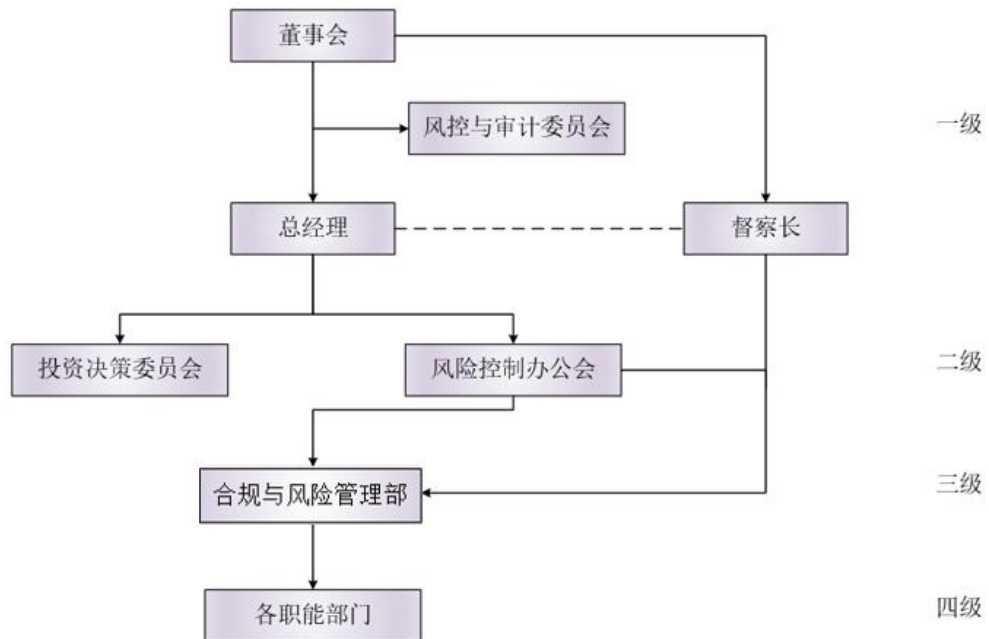 董事会
风控与审计委员会
一级
总经理
督察长
投资决策委员会
风险控制办公会
二级
合规与风险管理部
三级
各职能部门
四级